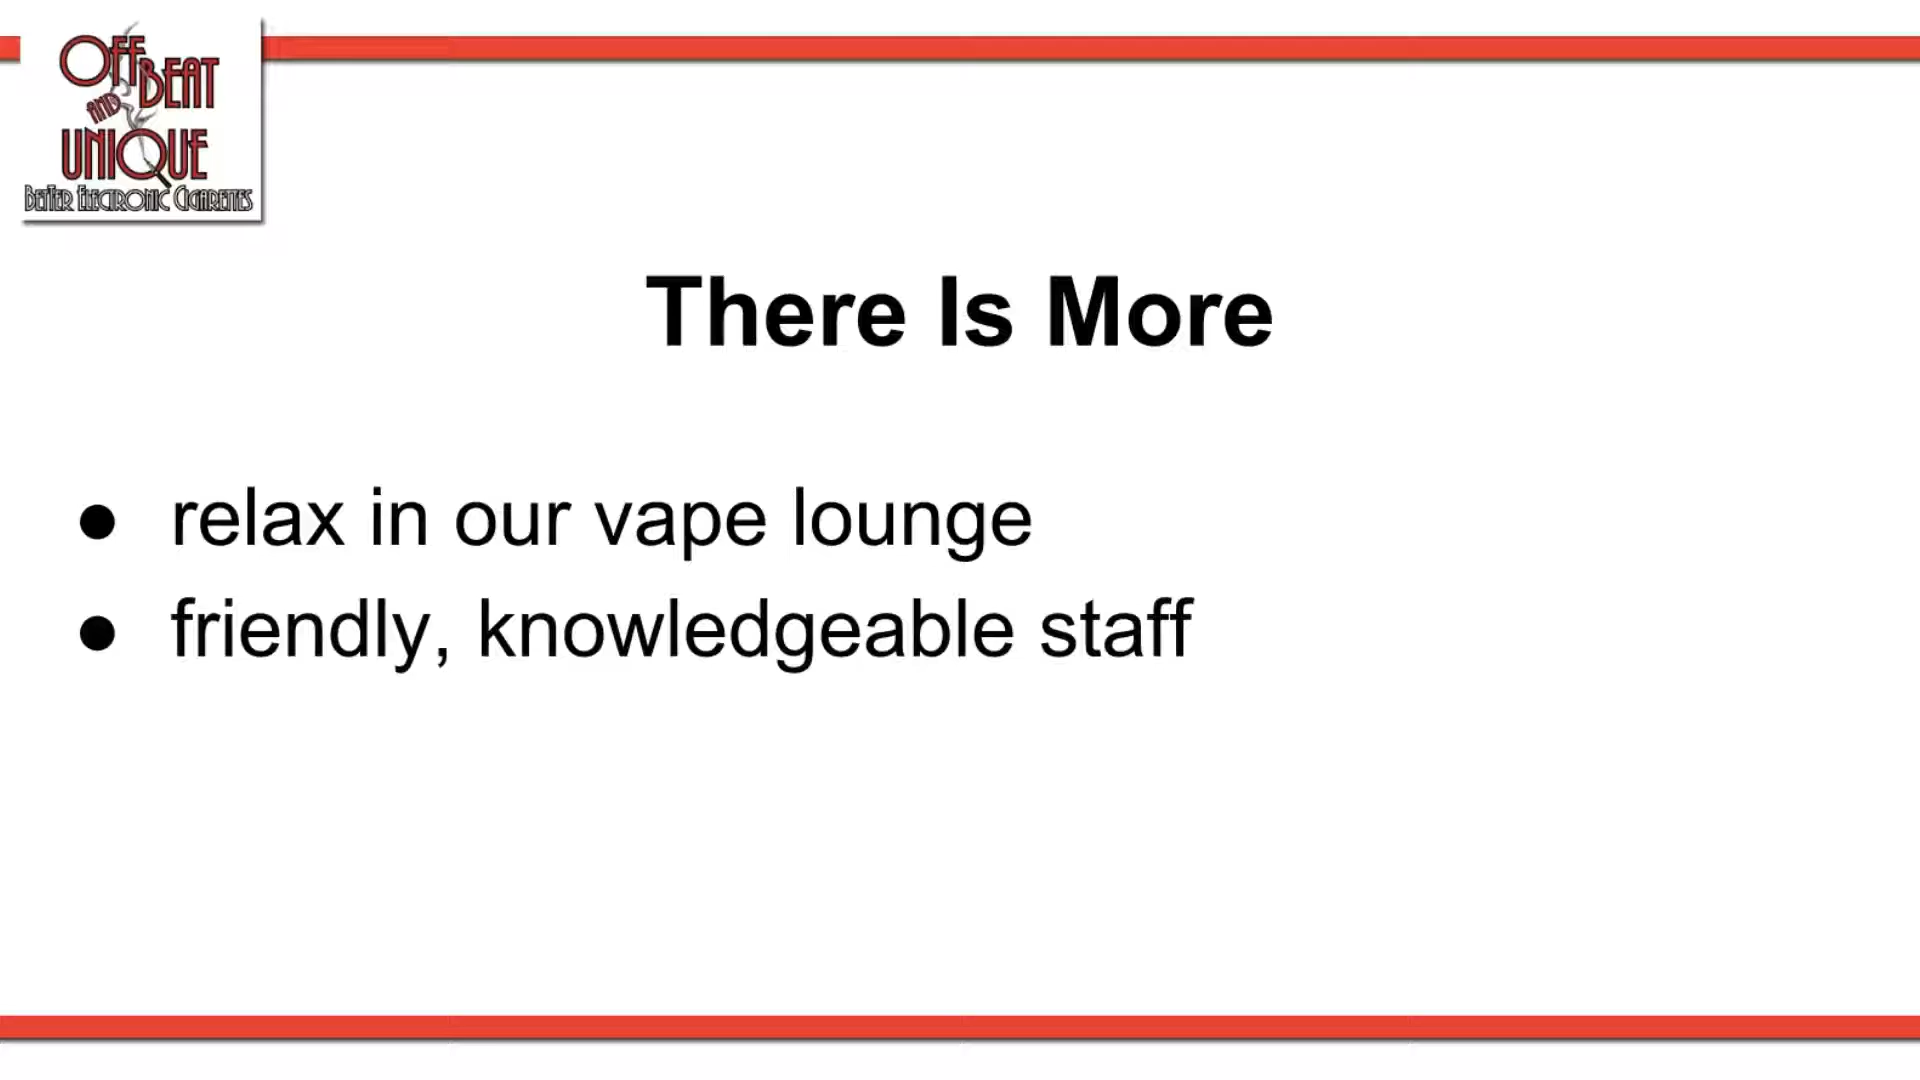 OFF BEAT
AND
UNIQUE
BETTER ELECTRONIC CIGARETTES
There Is More
● relax in our vape lounge
● friendly, knowledgeable staff